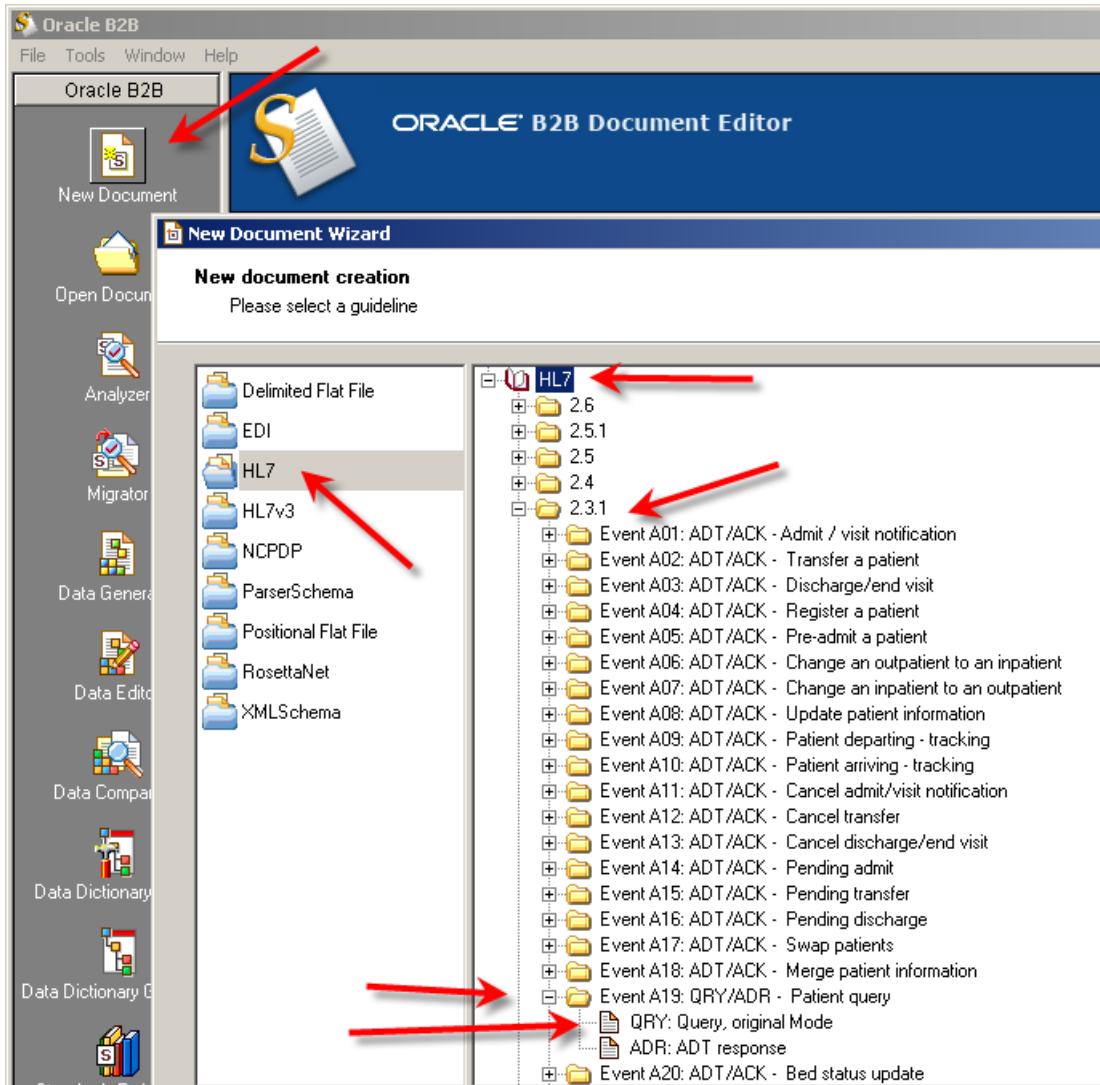 Oracle B2B
File Tools Window Help
Oracle B2B
ORACLE' B2B Document Editor
New Document
New Document Wizard
New document creation
Please select a guideline
Open Docum
Analyzer
Migrator
Data Genera
Data Edito
Data Compar
Data Dictionary
Data Dictionary G
Delimited Flat File
EDI
HL7
HL7v3
NCPDP
ParserSchema
Positional Flat File
RosettaNet
XMLSchema
HL7
2.6
2.5.1
2.5
2.4
2.3.1
Event A01: ADT/ACK - Admit / visit notification
Event A02: ADT/ACK - Transfer a patient
Event A03: ADT/ACK - Discharge/end visit
Event A04: ADT/ACK - Register a patient
Event A05: ADT/ACK - Pre-admit a patient
Event A06: ADT/ACK - Change an outpatient to an inpatient
Event A07: ADT/ACK - Change an inpatient to an outpatient
Event A08: ADT/ACK - Update patient information
Event A09: ADT/ACK - Patient departing - tracking
Event A10: ADT/ACK - Patient arriving - tracking
Event A11: ADT/ACK - Cancel admit/visit notification
Event A12: ADT/ACK - Cancel transfer
Event A13: ADT/ACK - Cancel discharge/end visit
Event A14: ADT/ACK - Pending admit
Event A15: ADT/ACK - Pending transfer
Event A16: ADT/ACK - Pending discharge
Event A17: ADT/ACK - Swap patients
Event A18: ADT/ACK - Merge patient information
Event A19: QRY/ADR - Patient query
QRY: Query, original Mode
ADR: ADT response
Event A20: ADT/ACK - Bed status update